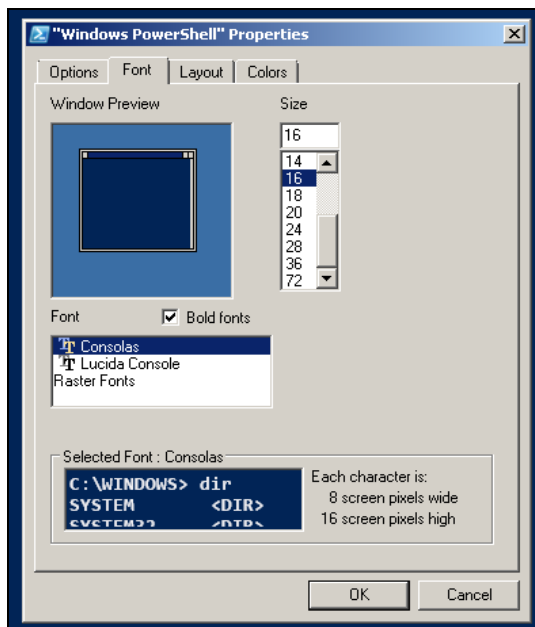 "Windows PowerShell" Properties
Options Font Layout Colors
Window Preview
Size
16
14
16
18
20
24
28
36
72
Font
Bold fonts
Consolas
Lucida Console
Raster Fonts
Selected Font : Consolas
C:\WINDOWS> dir
SYSTEM <DIR>
SYSTEM32 <DIR>
Each character is:
8 screen pixels wide
16 screen pixels high
OK Cancel